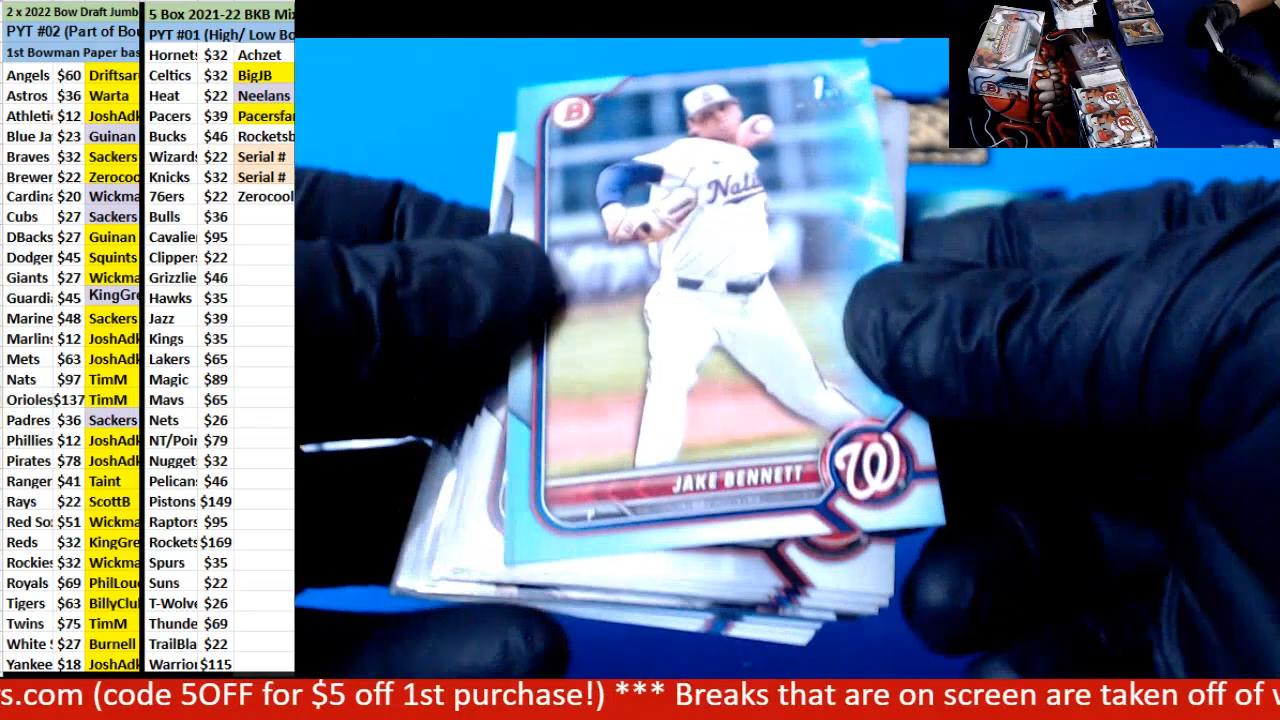 2 x 2022 Bow Draft Jumb
PYT #02 (Part of Bo
1st Bowman Paper bas
Angels $60 Driftsar
Astros $36 Warta
Athleti $12 JoshAdk
Blue Ja $23 Guinan
Braves $32 Sackers
Brewer $22 Zerocoo
Cardina $20 Wickma
Cubs $27 Sackers
DBacks $27 Guinan
Dodger $45 Squints
Giants $27 Wickma
Guardi $45 KingGre
Marine $48 Sackers
Marlins $12 JoshAdk
Mets $63 JoshAdk
Nats $97 TimM
Orioles $137 TimM
Padres $36 Sackers
Phillies $12 JoshAdk
Pirates $78 JoshAdk
Ranger $41 Taint
Rays $22 ScottB
Red So $51 Wickma
Reds $32 KingGre
Rockies $32 Wickma
Royals $69 PhilLou
Tigers $63 BillyClu
Twins $75 TimM
White $27 Burnell
Yankee $18 JoshAdk
5 Box 2021-22 BKB Mix
PYT #01 (High/ Low Bo
Hornets $32 Achzet
Celtics $32 BigJB
Heat $22 Neelans
Pacers $39 Pacersfan
Bucks $46 Rocketsb
Wizard $22 Serial #
Knicks $32 Serial #
76ers $22 Zerocool
Bulls $36
Cavalie $95
Clipper $22
Grizzlie $46
Hawks $35
Jazz $39
Kings $35
Lakers $65
Magic $89
Mavs $65
Nets $26
NT/Poin $79
Nugget $32
Pelican $46
Pistons $149
Raptors $95
Rockets $169
Spurs $35
Suns $22
T-Wolve $26
Thunde $69
TrailBla $22
Warrior $115
B
1st
Nats
JAKE BENNETT
W
P
s.com (code 5OFF for $5 off 1st purchase!) *** Breaks that are on screen are taken off of w